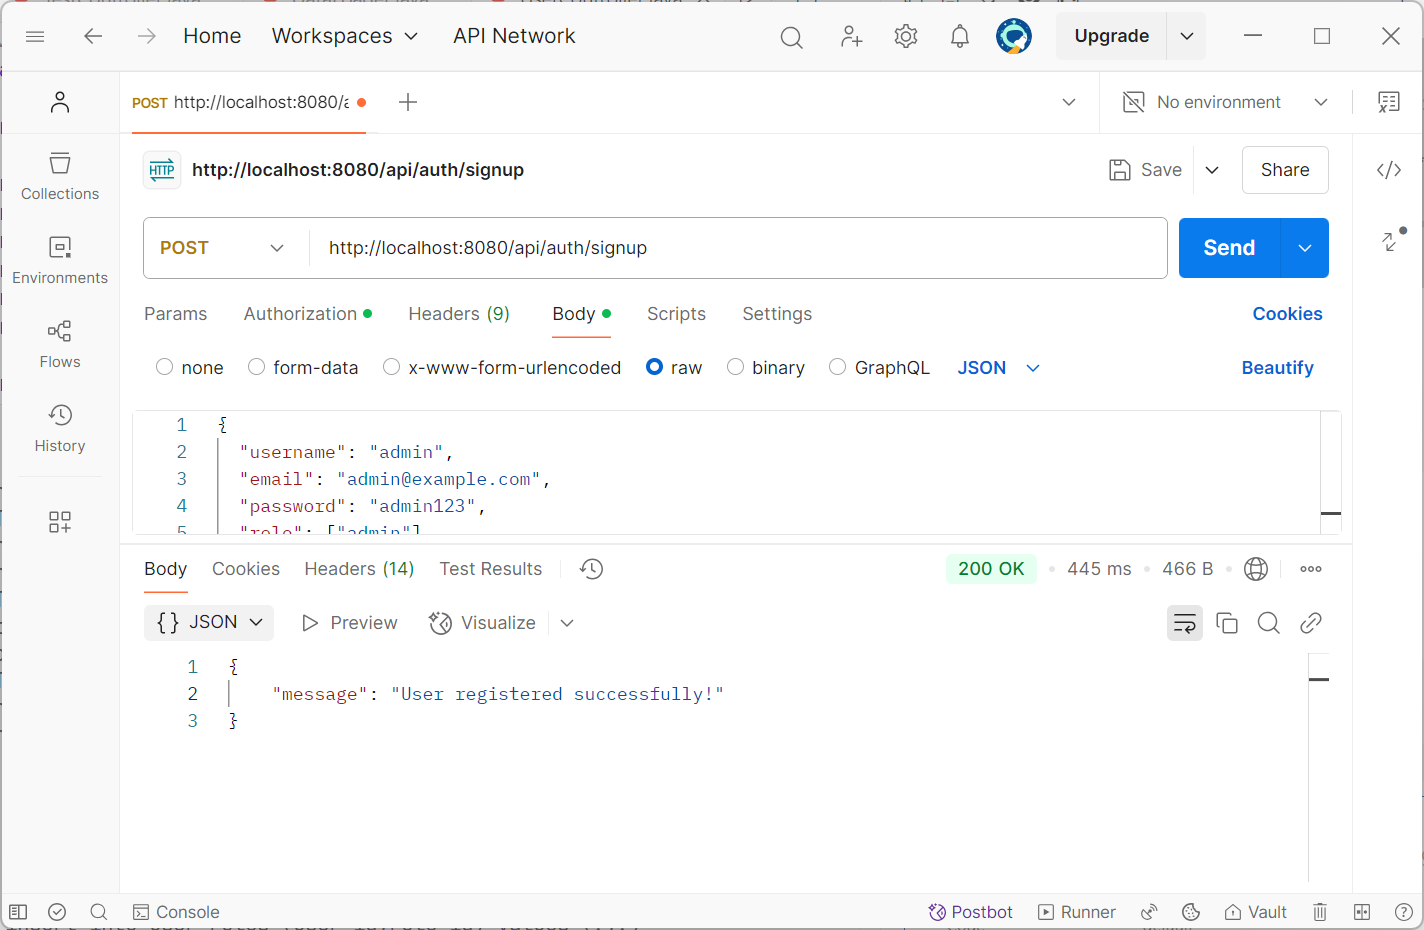 Home Workspaces API Network Upgrade
POST http://localhost:8080/a No environment
HTTP http://localhost:8080/api/auth/signup Save Share
Collections
POST http://localhost:8080/api/auth/signup Send
Environments
Params Authorization Headers (9) Body Scripts Settings Cookies
Flows
none form-data x-www-form-urlencoded raw binary GraphQL JSON Beautify
History
1 {
2 "username": "admin",
3 "email": "admin@example.com",
4 "password": "admin123",
5 "role": ["admin"]
Body Cookies Headers (14) Test Results 200 OK 445 ms 466 B
{} JSON Preview Visualize
1 {
2 "message": "User registered successfully!"
3 }
Console Postbot Runner Vault